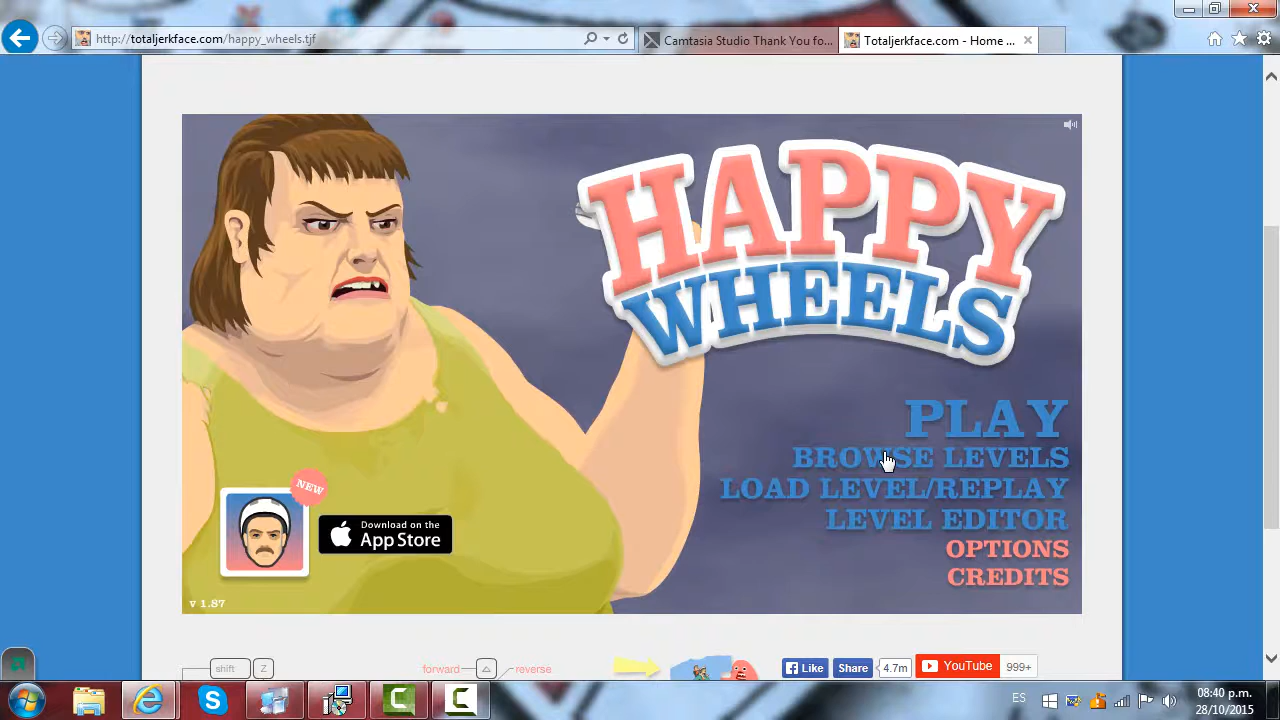 http://totaljerkface.com/happy_wheels.tjf
Camtasia Studio Thank You fo...
Totaljerkface.com - Home ...
HAPPY
WHEELS
PLAY
BROWSE LEVELS
LOAD LEVEL/REPLAY
LEVEL EDITOR
OPTIONS
CREDITS
NEW
Download on the
App Store
v 1.87
shift
Z
forward
reverse
Like
Share
4.7m
YouTube
999+
ES
08:40 p.m.
28/10/2015